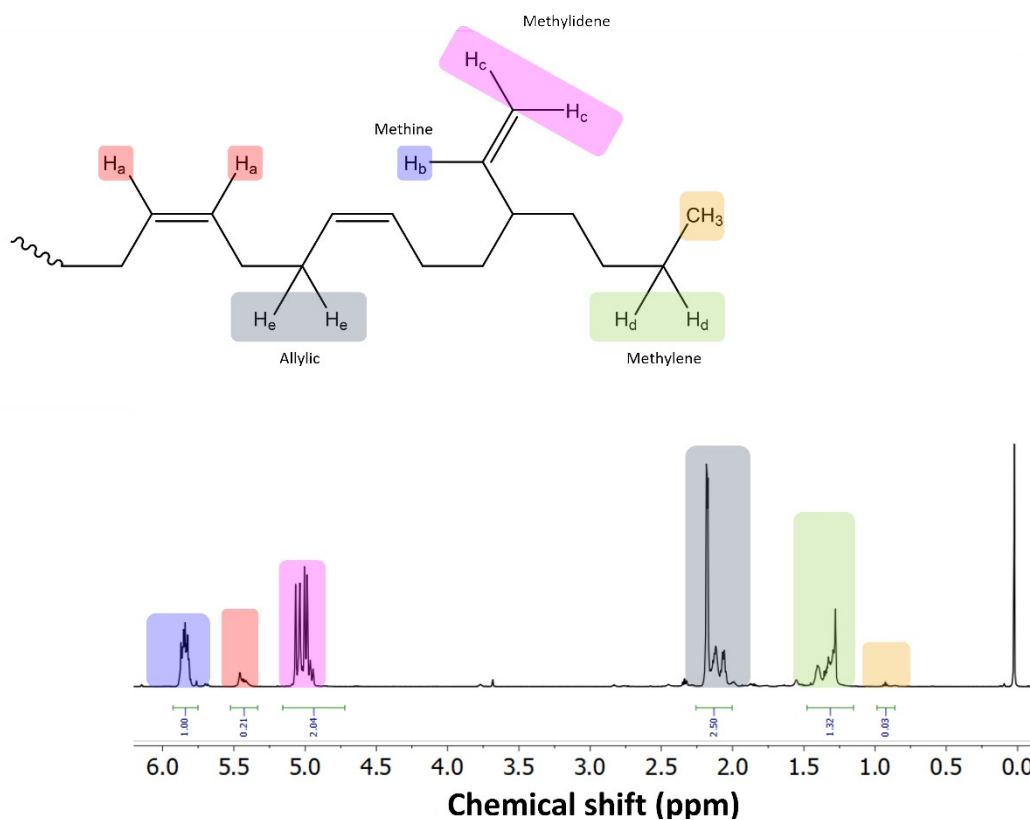 Methylidene
Hc
Hc
Methine
Ha
Ha
Hb
CH3
He
He
Hd
Hd
Allylic
Methylene
1.00
0.21
2.04
2.50
1.32
0.03
6.0 5.5 5.0 4.5 4.0 3.5 3.0 2.5 2.0 1.5 1.0 0.5 0.0
Chemical shift (ppm)